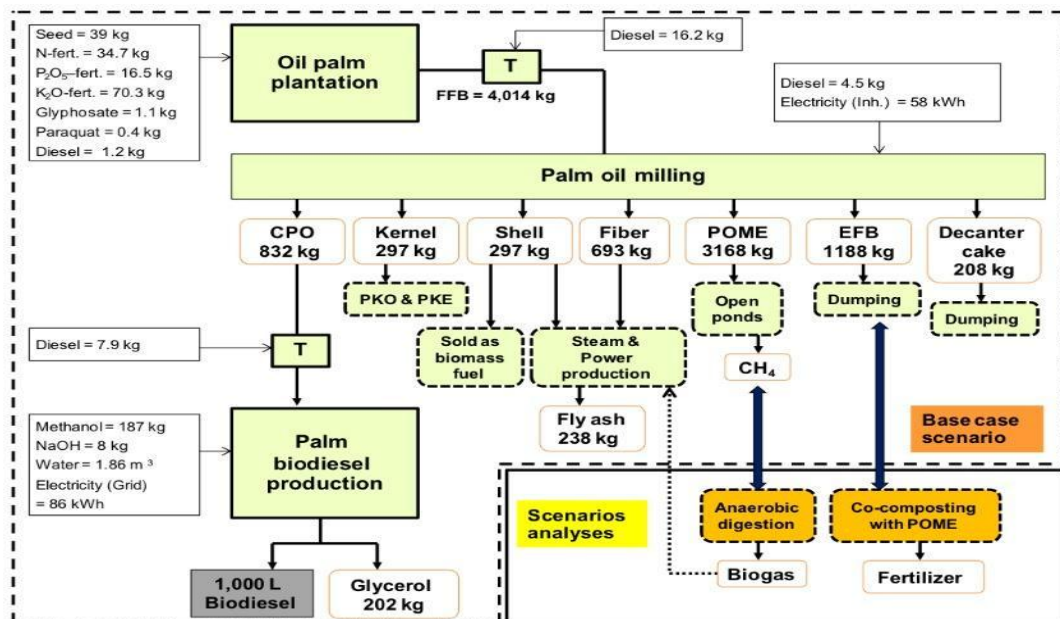 Seed = 39 kg
N-fert. = 34.7 kg
P₂O₅–fert. = 16.5 kg
K₂O-fert. = 70.3 kg
Glyphosate = 1.1 kg
Paraquat = 0.4 kg
Diesel = 1.2 kg
Oil palm
plantation
T
FFB = 4,014 kg
Diesel = 16.2 kg
Diesel = 4.5 kg
Electricity (Inh.) = 58 kWh
Palm oil milling
CPO
832 kg
Kernel
297 kg
Shell
297 kg
Fiber
693 kg
POME
3168 kg
EFB
1188 kg
Decanter
cake
208 kg
PKO & PKE
Open
ponds
Dumping
Dumping
Sold as
biomass
fuel
Steam &
Power
production
CH₄
Diesel = 7.9 kg
T
Fly ash
238 kg
Base case
scenario
Methanol = 187 kg
NaOH = 8 kg
Water = 1.86 m ³
Electricity (Grid)
= 86 kWh
Palm
biodiesel
production
Scenarios
analyses
Anaerobic
digestion
Co-composting
with POME
1,000 L
Biodiesel
Glycerol
202 kg
Biogas
Fertilizer